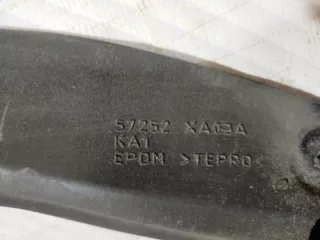 57252 XA03A
KA1
EPDM >TEPRO<